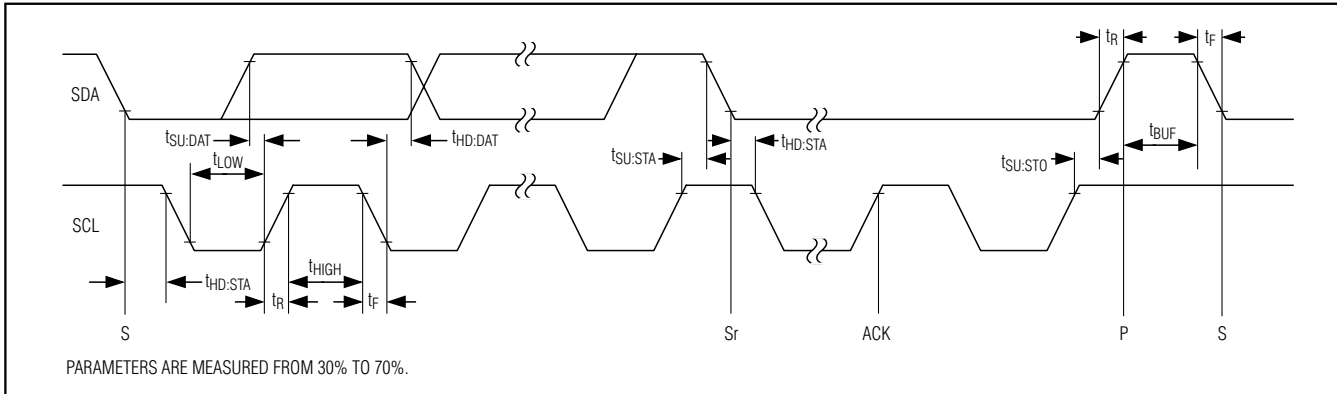 tR
tF
SDA
tSU:DAT
tHD:DAT
tHD:STA
tBUF
tLOW
tSU:STA
tSU:STO
SCL
tHD:STA
tHIGH
tR
tF
S
Sr
ACK
P
S
PARAMETERS ARE MEASURED FROM 30% TO 70%.